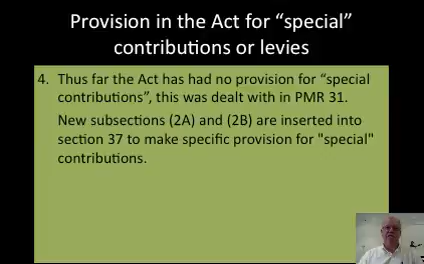 Provision in the Act for “special”
contributions or levies
4. Thus far the Act has had no provision for “special
contributions”, this was dealt with in PMR 31.
New subsections (2A) and (2B) are inserted into
section 37 to make specific provision for "special"
contributions.